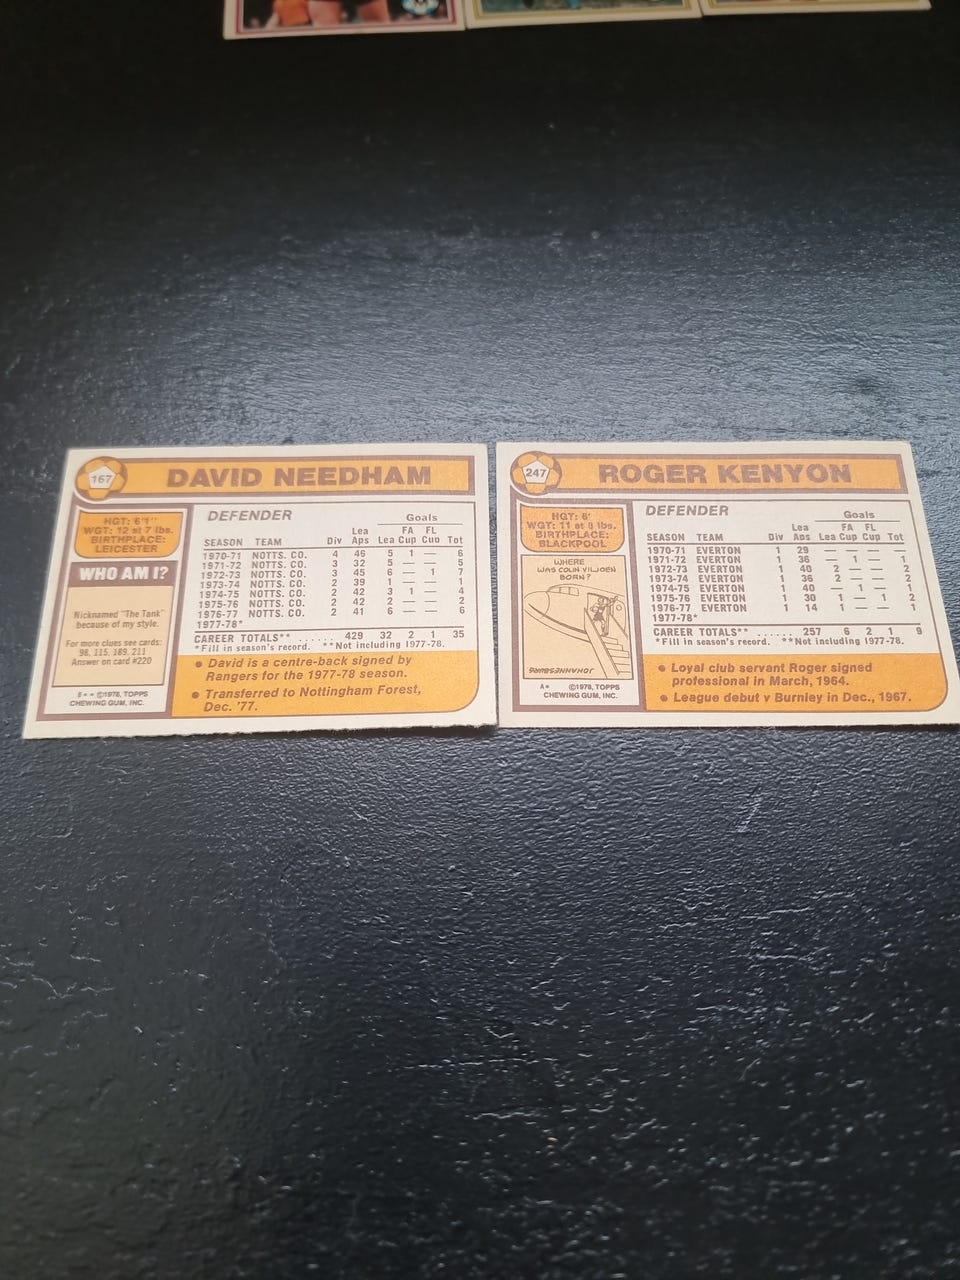 167
DAVID NEEDHAM
HGT: 6'1"
WGT: 12 st 7 lbs.
BIRTHPLACE:
LEICESTER
WHO AM I?
Nicknamed "The Tank"
because of my style.
For more clues see cards:
98, 115, 189, 211
Answer on card #220
B * * ©1978, TOPPS
CHEWING GUM, INC.
DEFENDER
Goals
Lea FA FL
SEASON TEAM Div Aps Lea Cup Cup Tot
1970-71 NOTTS. CO. 4 46 5 1 — 6
1971-72 NOTTS. CO. 3 32 5 — — 5
1972-73 NOTTS. CO. 3 45 6 — 1 7
1973-74 NOTTS. CO. 2 39 1 — — 1
1974-75 NOTTS. CO. 2 42 3 1 — 4
1975-76 NOTTS. CO. 2 42 2 — — 2
1976-77 NOTTS. CO. 2 41 6 — — 6
1977-78*
CAREER TOTALS** ...... 429 32 2 1 35
*Fill in season's record. **Not including 1977-78.
• David is a centre-back signed by
Rangers for the 1977-78 season.
• Transferred to Nottingham Forest,
Dec. '77.
247
ROGER KENYON
HGT: 6'
WGT: 11 st 8 lbs.
BIRTHPLACE:
BLACKPOOL
WHERE
WAS COLIN VILJOEN
BORN?
JOHANNESBURG
A* ©1978, TOPPS
CHEWING GUM, INC.
DEFENDER
Goals
Lea FA FL
SEASON TEAM Div Aps Lea Cup Cup Tot
1970-71 EVERTON 1 29 — — — —
1971-72 EVERTON 1 36 — 1 — 1
1972-73 EVERTON 1 40 2 — — 2
1973-74 EVERTON 1 36 2 — — 2
1974-75 EVERTON 1 40 — 1 — 1
1975-76 EVERTON 1 30 1 — 1 2
1976-77 EVERTON 1 14 1 — — 1
1977-78*
CAREER TOTALS** ...... 257 6 2 1 9
*Fill in season's record. **Not including 1977-78.
• Loyal club servant Roger signed
professional in March, 1964.
• League debut v Burnley in Dec., 1967.